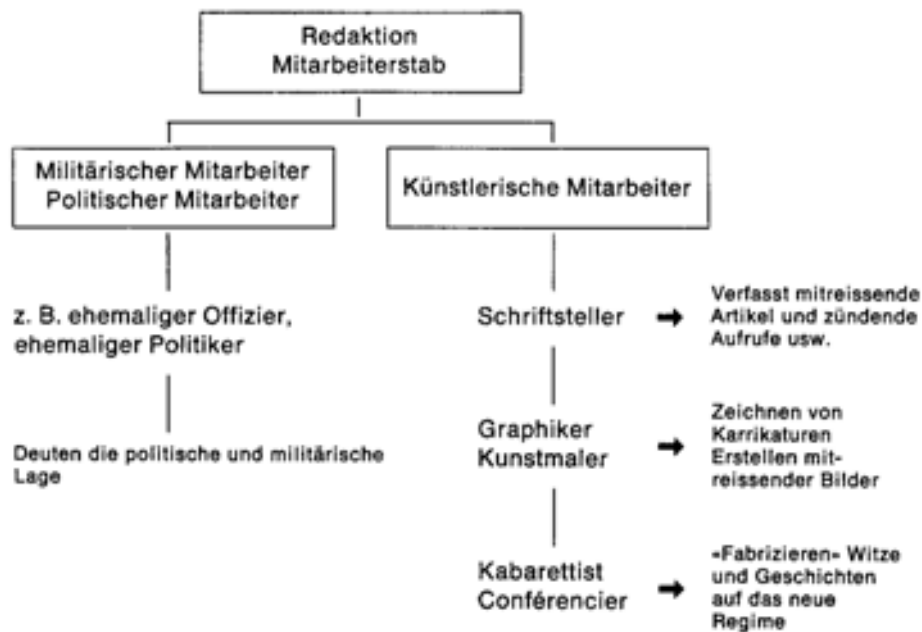 Redaktion
Mitarbeiterstab
Militärischer Mitarbeiter
Politischer Mitarbeiter
Künstlerische Mitarbeiter
z. B. ehemaliger Offizier,
ehemaliger Politiker
Deuten die politische und militärische
Lage
Schriftsteller
Verfasst mitreissende
Artikel und zündende
Aufrufe usw.
Graphiker
Kunstmaler
Zeichnen von
Karrikaturen
Erstellen mit-
reissender Bilder
Kabarettist
Conférencier
«Fabrizieren» Witze
und Geschichten
auf das neue
Regime